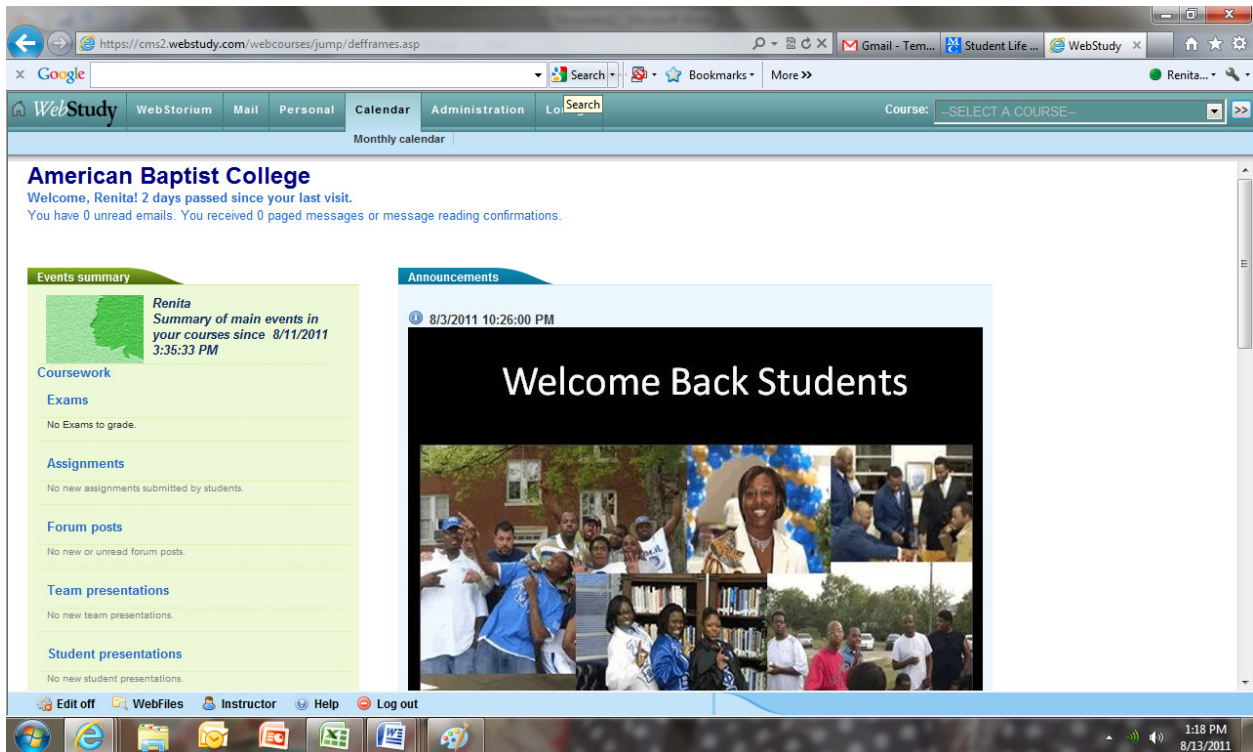 https://cms2.webstudy.com/webcourses/jump/defframes.asp
Gmail - Tem...
Student Life ...
WebStudy
x Google
Search
Bookmarks
More >>
Renita...
WebStudy
WebStorium
Mail
Personal
Calendar
Administration
Search
Course:
--SELECT A COURSE--
>>
Monthly calendar
American Baptist College
Welcome, Renita! 2 days passed since your last visit.
You have 0 unread emails. You received 0 paged messages or message reading confirmations.
Events summary
Renita
Summary of main events in
your courses since 8/11/2011
3:35:33 PM
Coursework
Exams
No Exams to grade.
Assignments
No new assignments submitted by students.
Forum posts
No new or unread forum posts.
Team presentations
No new team presentations.
Student presentations
No new student presentations.
Announcements
8/3/2011 10:26:00 PM
Welcome Back Students
Edit off
WebFiles
Instructor
Help
Log out
1:18 PM
8/13/2011